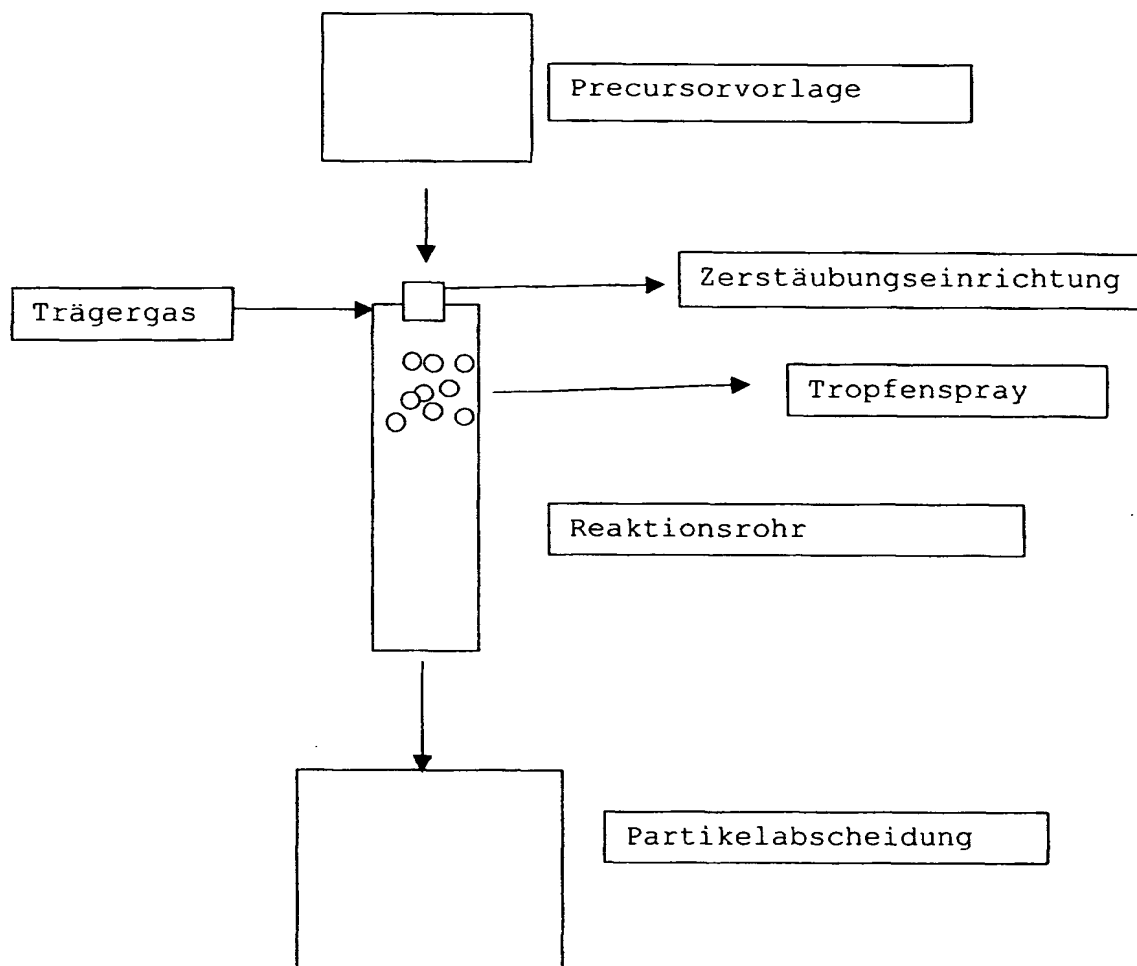 Precursorvorlage
Zerstäubungseinrichtung
Trägergas
Tropfenspray
Reaktionsrohr
Partikelabscheidung